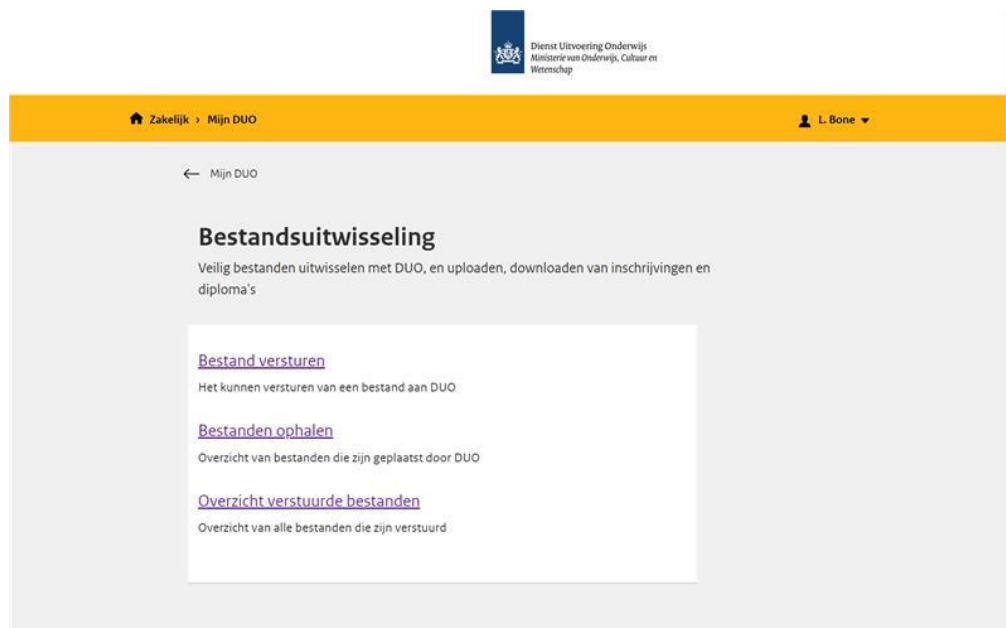 Dienst Uitvoering Onderwijs
Ministerie van Onderwijs, Cultuur en
Wetenschap
Zakelijk › Mijn DUO
L. Bone
← Mijn DUO
Bestandsuitwisseling
Veilig bestanden uitwisselen met DUO, en uploaden, downloaden van inschrijvingen en
diploma's
Bestand versturen
Het kunnen versturen van een bestand aan DUO
Bestanden ophalen
Overzicht van bestanden die zijn geplaatst door DUO
Overzicht verstuurde bestanden
Overzicht van alle bestanden die zijn verstuurd